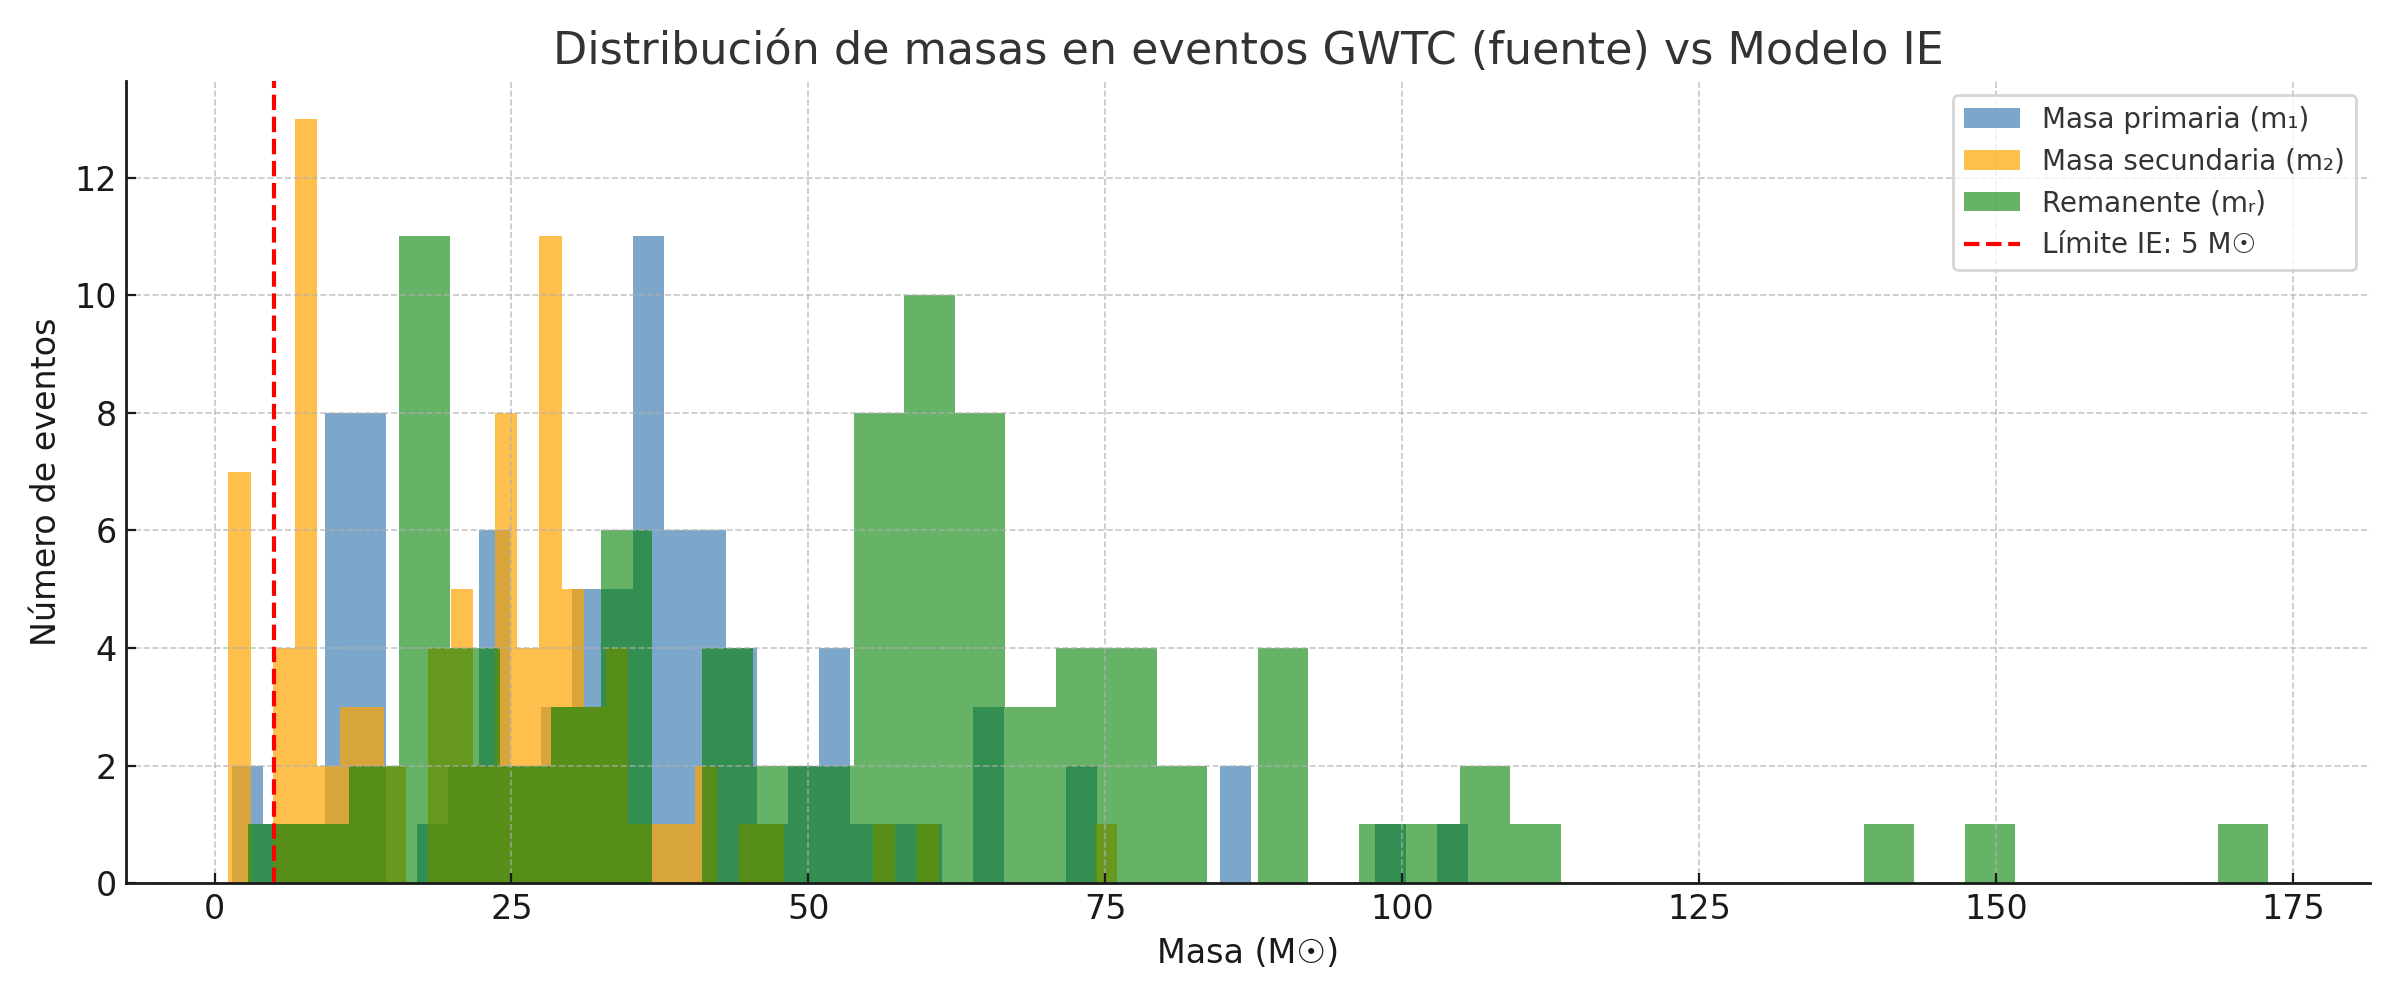 Distribución de masas en eventos GWTC (fuente) vs Modelo IE
Masa primaria (m₁)
Masa secundaria (m₂)
Remanente (mᵣ)
Límite IE: 5 M☉
Número de eventos
12
10
8
6
4
2
0
0 25 50 75 100 125 150 175
Masa (M☉)